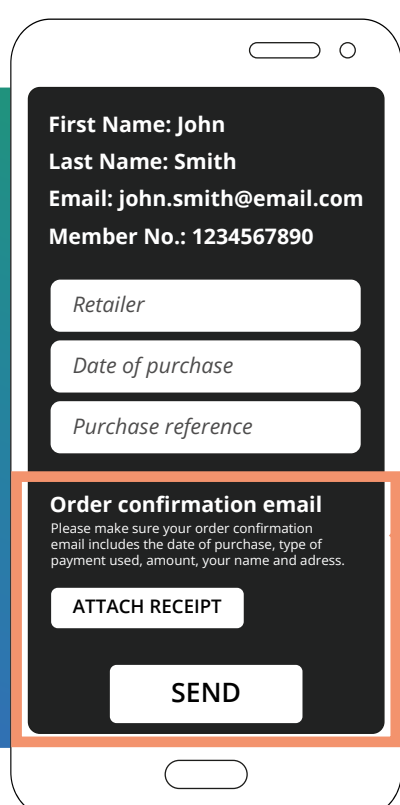 First Name: John
Last Name: Smith
Email: john.smith@email.com
Member No.: 1234567890
Retailer
Date of purchase
Purchase reference
Order confirmation email
Please make sure your order confirmation
email includes the date of purchase, type of
payment used, amount, your name and adress.
ATTACH RECEIPT
SEND